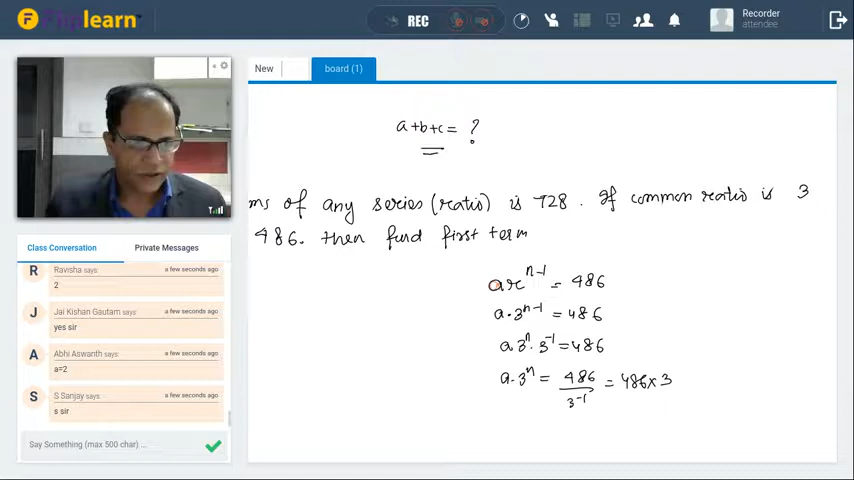 Fliplearn
REC
Recorder
attendee
New
board (1)
a+b+c = ?
ms of any series (ratio) is 728. If common ratio is 3
486. then find first term
ar^{n-1} = 486
a·3^{n-1} = 486
a 3^n · 3^{-1} = 486
a·3^n = 486/3^{-1} = 486×3
Class Conversation
Private Messages
R
Ravisha says:
a few seconds ago
2
J
Jai Kishan Gautam says:
a few seconds ago
yes sir
A
Abhi Aswanth says:
a few seconds ago
a=2
S
S Sanjay says:
a few seconds ago
s sir
Say Something (max 500 char) ...